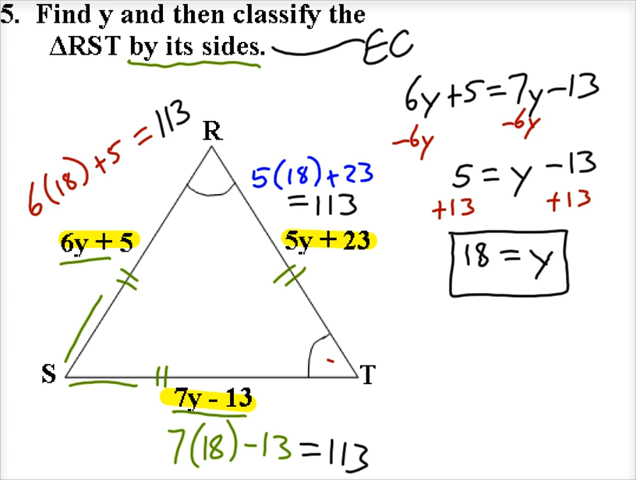 5. Find y and then classify the
ΔRST by its sides. EC
6y + 5 = 7y - 13
-6y -6y
5 = y - 13
+13 +13
18 = y
6(18) + 5 = 113
R
5(18) + 23
= 113
6y + 5
5y + 23
S
T
7y - 13
7(18) - 13 = 113